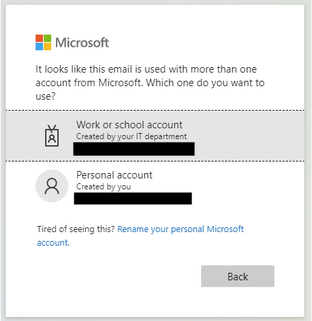 Microsoft
It looks like this email is used with more than one
account from Microsoft. Which one do you want to
use?
Work or school account
Created by your IT department
Personal account
Created by you
Tired of seeing this? Rename your personal Microsoft
account.
Back